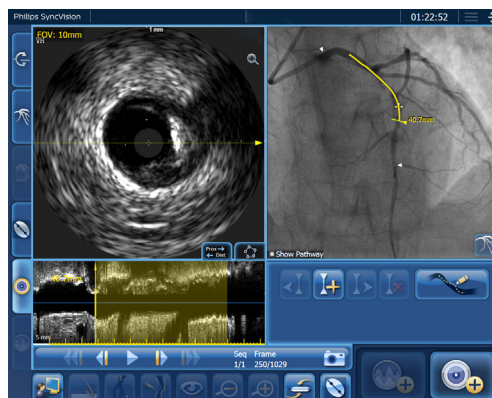 Philips SyncVision
01:22:52
FOV: 10mm
VH
1 mm
40.7mm
Prox →
← Dist
Show Pathway
5 mm
Seq Frame
1/1 250/1029